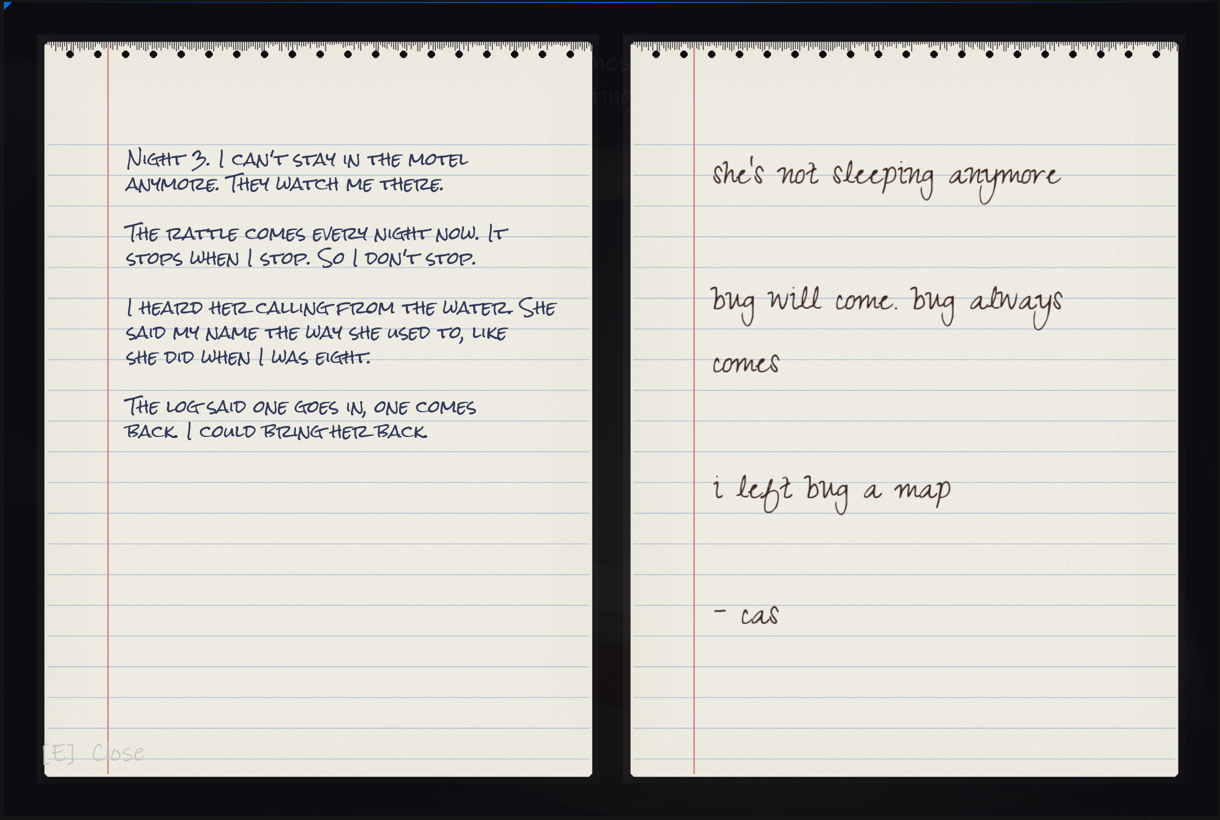 Night 3. I can't stay in the motel
anymore. They watch me there.
The rattle comes every night now. It
stops when I stop. So I don't stop.
I heard her calling from the water. She
said my name the way she used to, like
she did when I was eight.
The log said one goes in, one comes
back. I could bring her back.
[E] Close
she's not sleeping anymore
bug will come. bug always
comes
i left bug a map
- cas